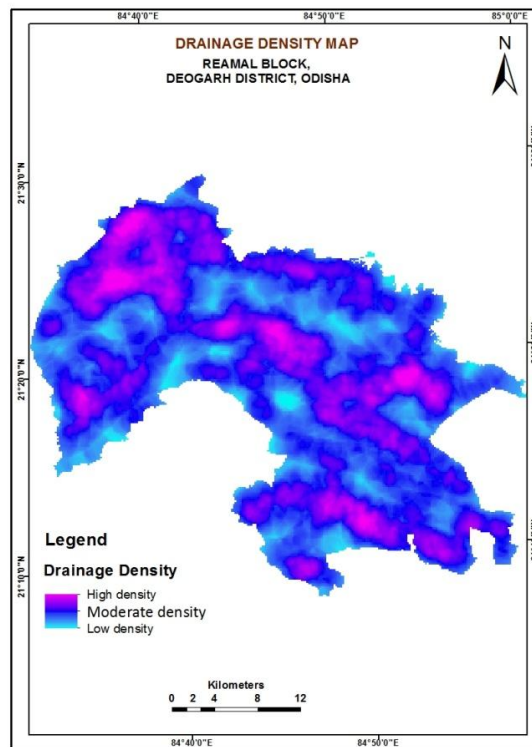 84°40'0"E
84°50'0"E
85°0'0"E
DRAINAGE DENSITY MAP
REAMAL BLOCK,
DEOGARH DISTRICT, ODISHA
N
21°30'0"N
21°20'0"N
21°10'0"N
Legend
Drainage Density
High density
Moderate density
Low density
Kilometers
0 2 4 8 12
84°40'0"E
84°50'0"E